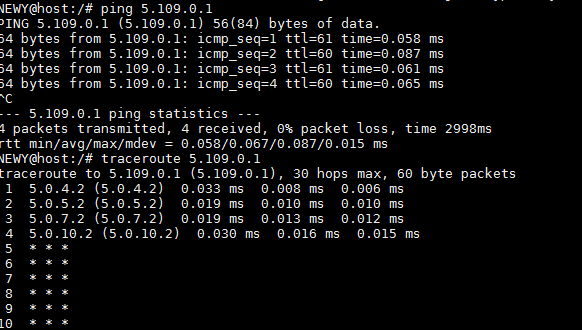 NEWY@host:/# ping 5.109.0.1
PING 5.109.0.1 (5.109.0.1) 56(84) bytes of data.
64 bytes from 5.109.0.1: icmp_seq=1 ttl=61 time=0.058 ms
64 bytes from 5.109.0.1: icmp_seq=2 ttl=60 time=0.087 ms
64 bytes from 5.109.0.1: icmp_seq=3 ttl=61 time=0.061 ms
64 bytes from 5.109.0.1: icmp_seq=4 ttl=60 time=0.065 ms
^C
--- 5.109.0.1 ping statistics ---
4 packets transmitted, 4 received, 0% packet loss, time 2998ms
rtt min/avg/max/mdev = 0.058/0.067/0.087/0.015 ms
NEWY@host:/# traceroute 5.109.0.1
traceroute to 5.109.0.1 (5.109.0.1), 30 hops max, 60 byte packets
1 5.0.4.2 (5.0.4.2) 0.033 ms 0.008 ms 0.006 ms
2 5.0.5.2 (5.0.5.2) 0.019 ms 0.010 ms 0.010 ms
3 5.0.7.2 (5.0.7.2) 0.019 ms 0.013 ms 0.012 ms
4 5.0.10.2 (5.0.10.2) 0.030 ms 0.016 ms 0.015 ms
5 * * *
6 * * *
7 * * *
8 * * *
9 * * *
10 * * *